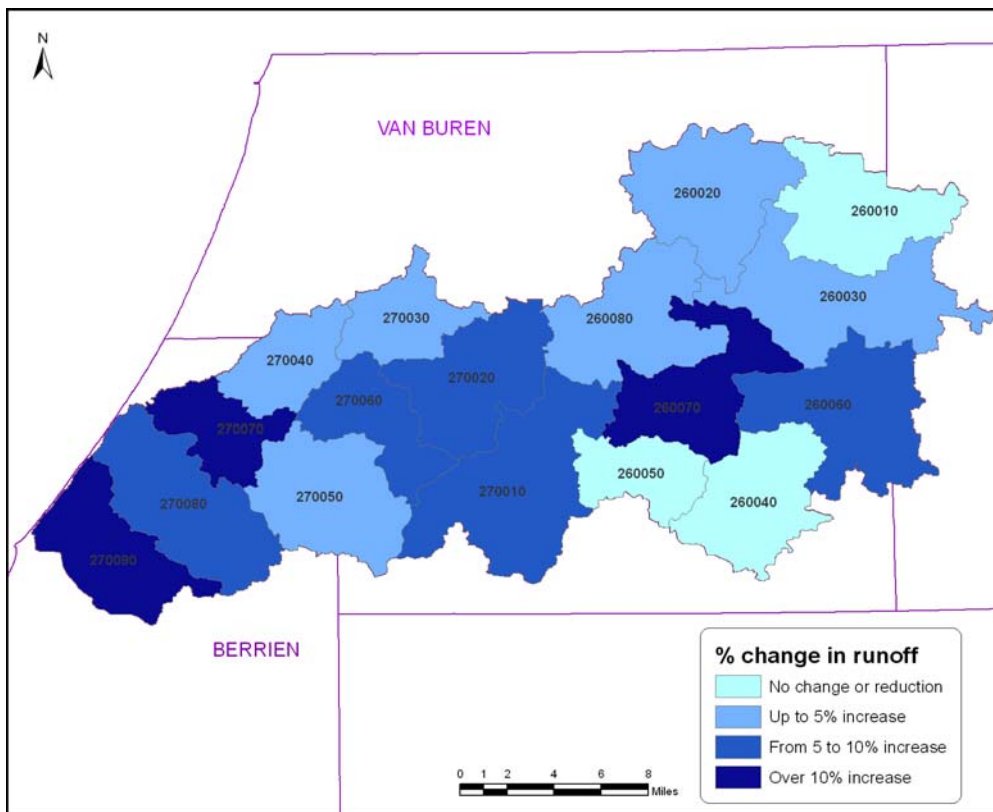 N
VAN BUREN
260020
260010
260030
270030
260080
270040
270020
270060
260070
260060
270070
260050
270050
270010
270080
260040
270090
BERRIEN
% change in runoff
No change or reduction
Up to 5% increase
From 5 to 10% increase
Over 10% increase
0 1 2 4 6 8
Miles